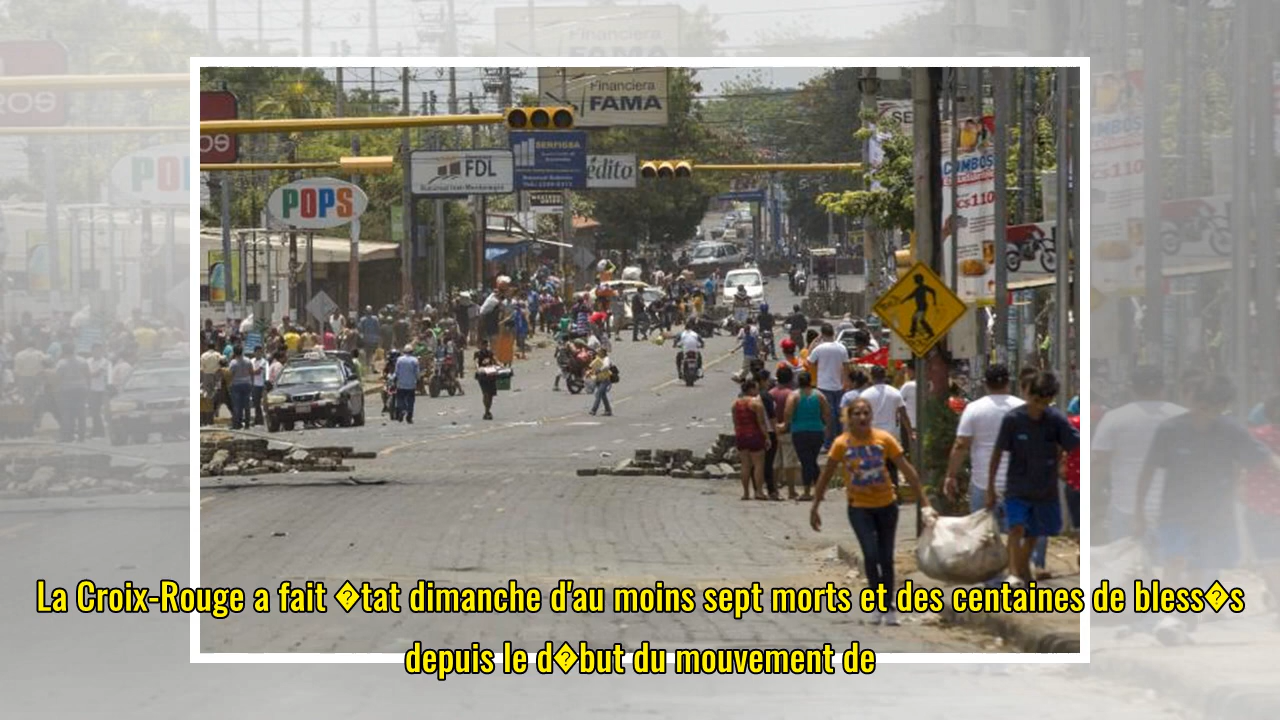 Financiera
FAMA
SERFIGSA
FDL
édito
POPS
COMBOS
C$110
La Croix-Rouge a fait �tat dimanche d'au moins sept morts et des centaines de bless�s
depuis le d�but du mouvement de